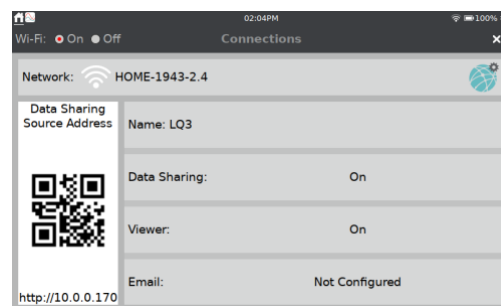 02:04PM
100%
Wi-Fi: On Off
Connections
Network: HOME-1943-2.4
Data Sharing
Source Address
Name: LQ3
Data Sharing: On
Viewer: On
Email: Not Configured
http://10.0.0.170